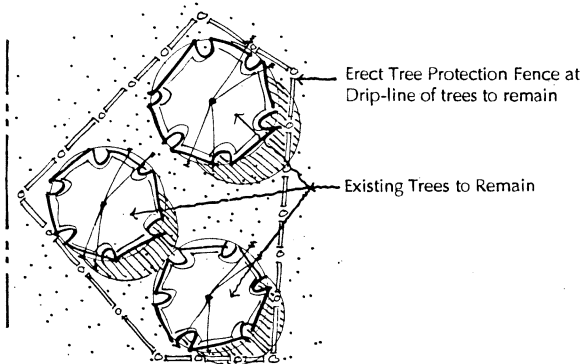 Erect Tree Protection Fence at
Drip-line of trees to remain
Existing Trees to Remain